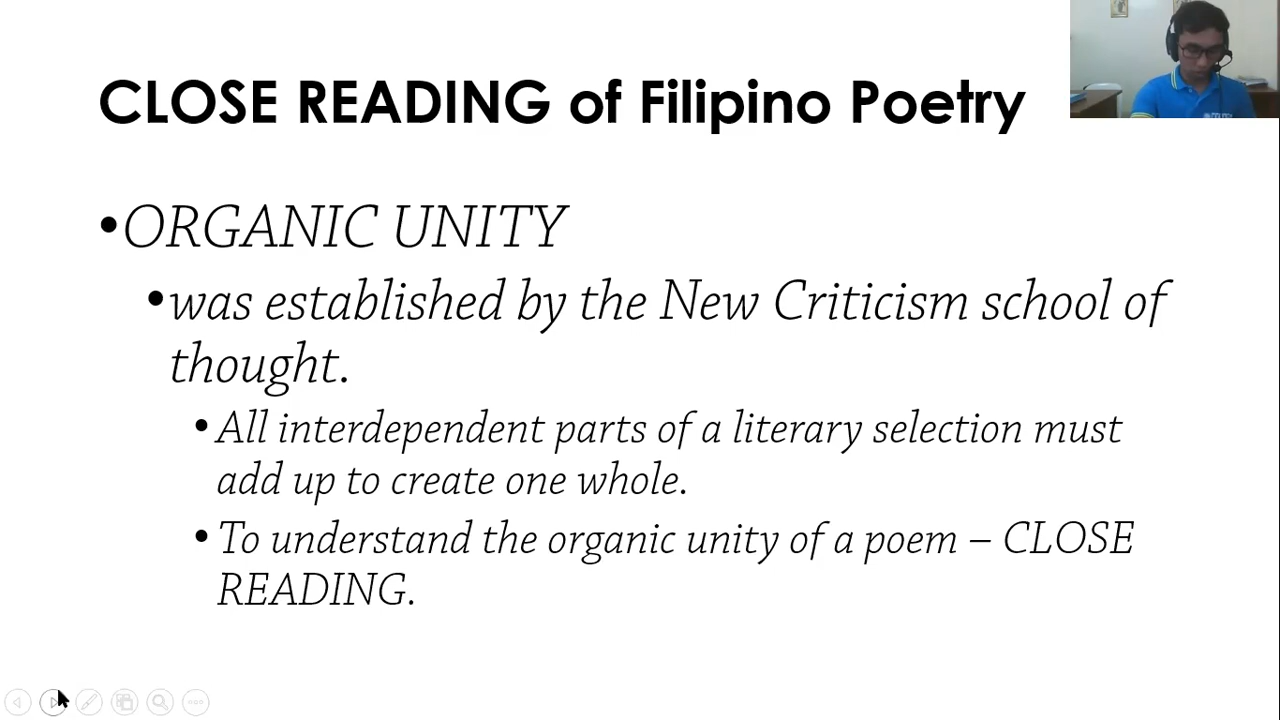 CLOSE READING of Filipino Poetry
•ORGANIC UNITY
•was established by the New Criticism school of
thought.
•All interdependent parts of a literary selection must
add up to create one whole.
•To understand the organic unity of a poem – CLOSE
READING.